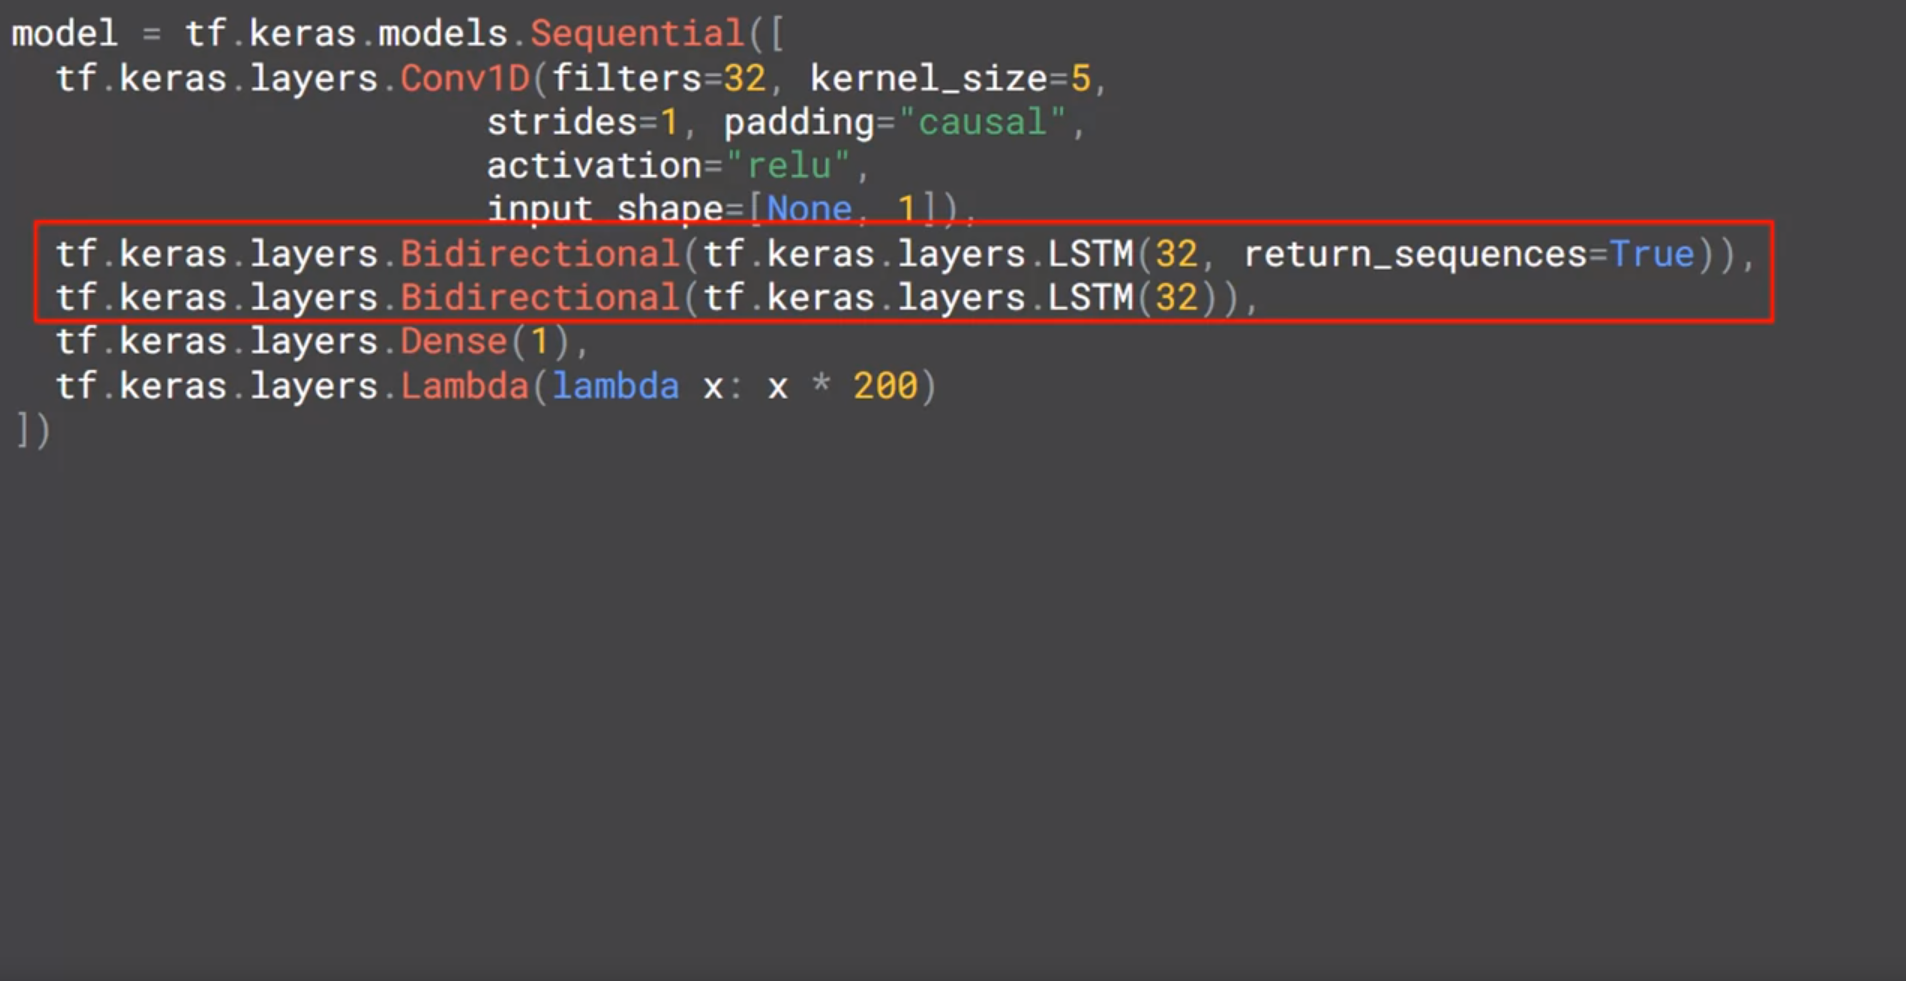 model = tf.keras.models.Sequential([
  tf.keras.layers.Conv1D(filters=32, kernel_size=5,
                      strides=1, padding="causal",
                      activation="relu",
                      input_shape=[None, 1]),
  tf.keras.layers.Bidirectional(tf.keras.layers.LSTM(32, return_sequences=True)),
  tf.keras.layers.Bidirectional(tf.keras.layers.LSTM(32)),
  tf.keras.layers.Dense(1),
  tf.keras.layers.Lambda(lambda x: x * 200)
])